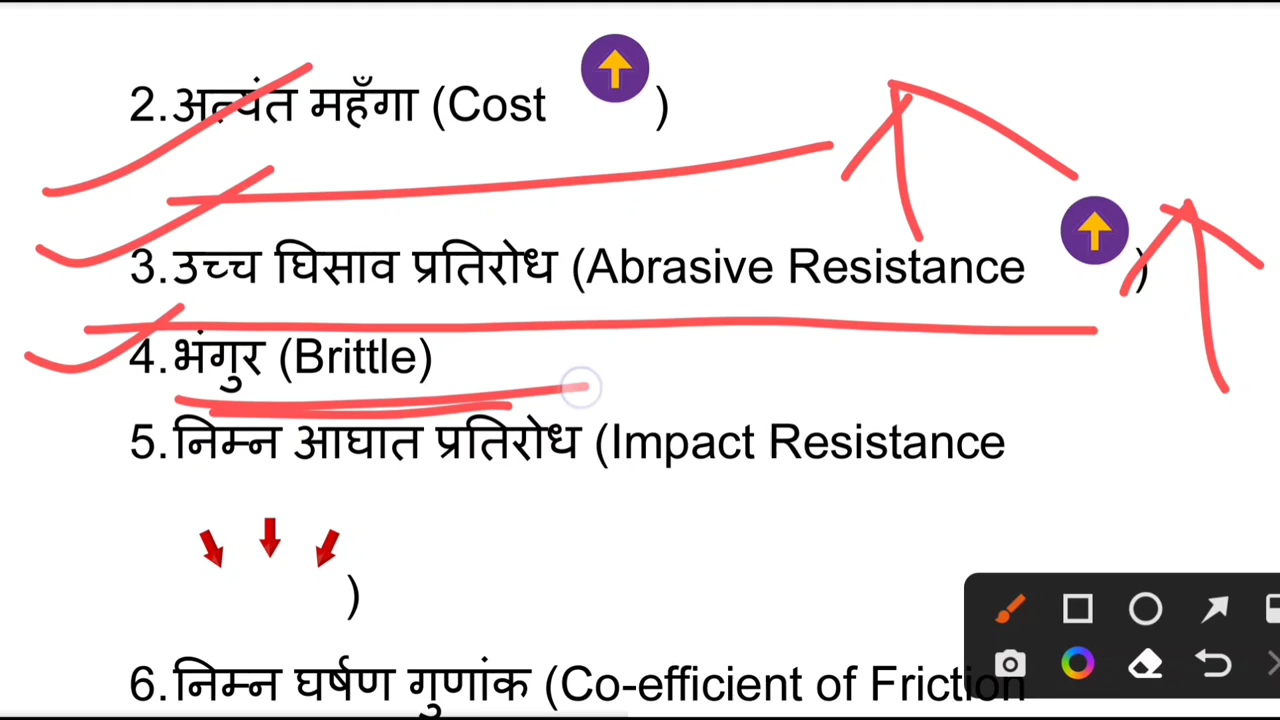 2.अत्यंत महँगा (Cost )
3.उच्च घिसाव प्रतिरोध (Abrasive Resistance )
4.भंगुर (Brittle)
5.निम्न आघात प्रतिरोध (Impact Resistance
)
6.निम्न घर्षण गुणांक (Co-efficient of Friction